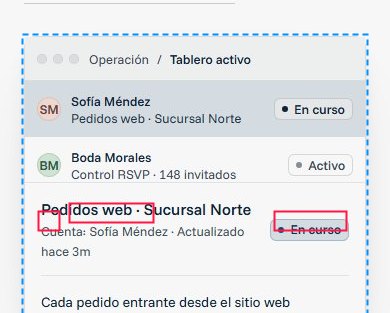 Operación / Tablero activo
SM Sofía Méndez
Pedidos web · Sucursal Norte
En curso
BM Boda Morales
Control RSVP · 148 invitados
Activo
Pedidos web · Sucursal Norte
Cuenta: Sofía Méndez · Actualizado
hace 3m
En curso
Cada pedido entrante desde el sitio web